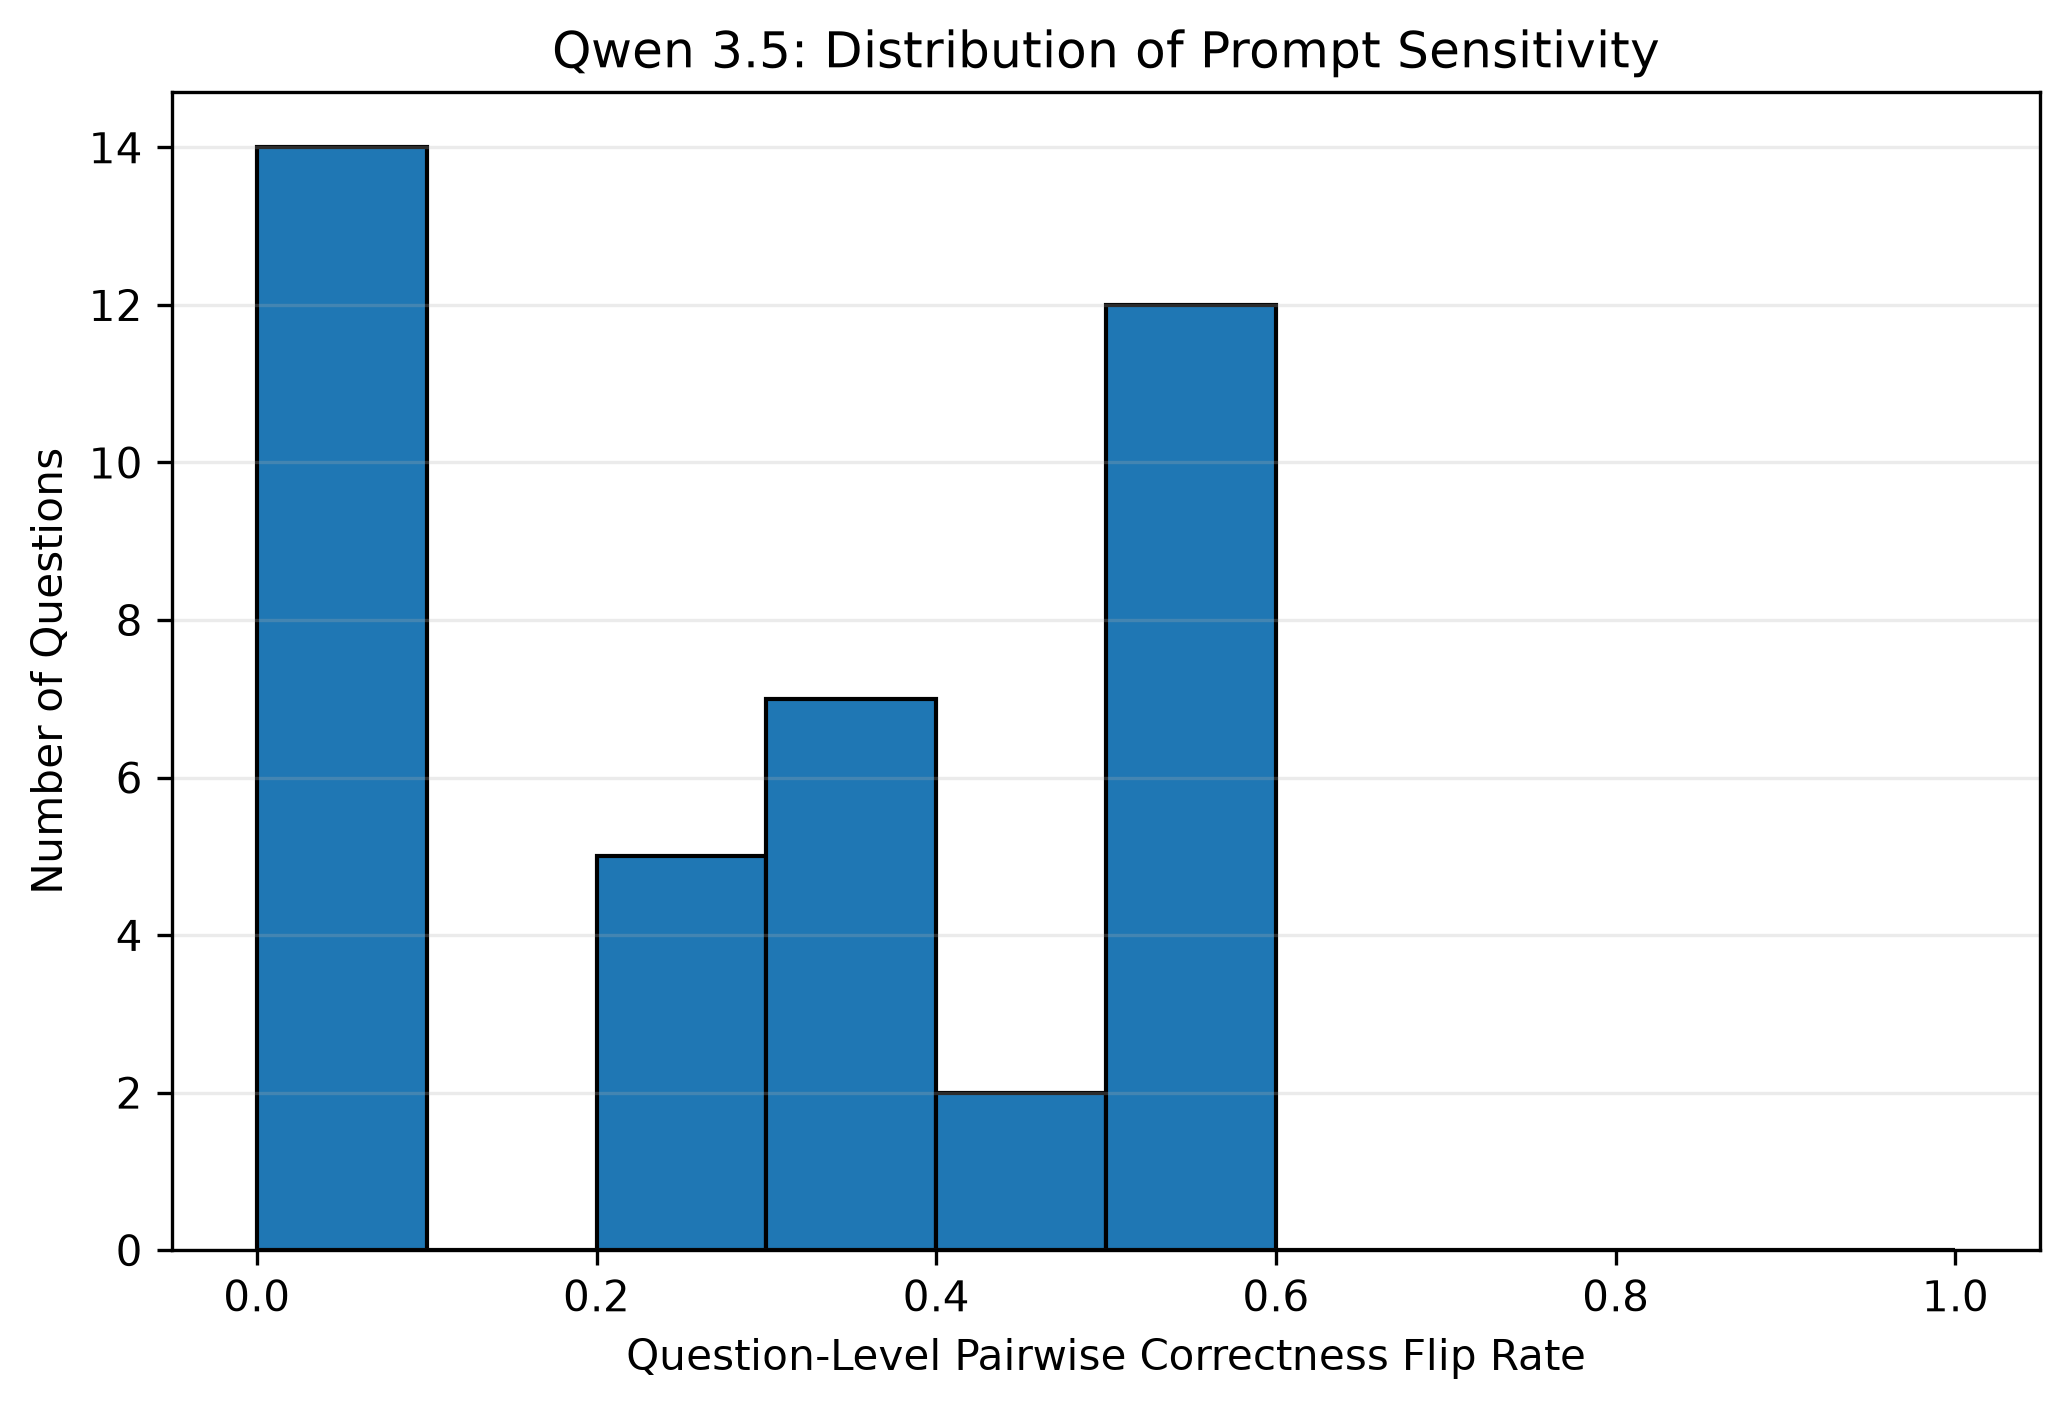 Qwen 3.5: Distribution of Prompt Sensitivity
Number of Questions
14
12
10
8
6
4
2
0
0.0 0.2 0.4 0.6 0.8 1.0
Question-Level Pairwise Correctness Flip Rate